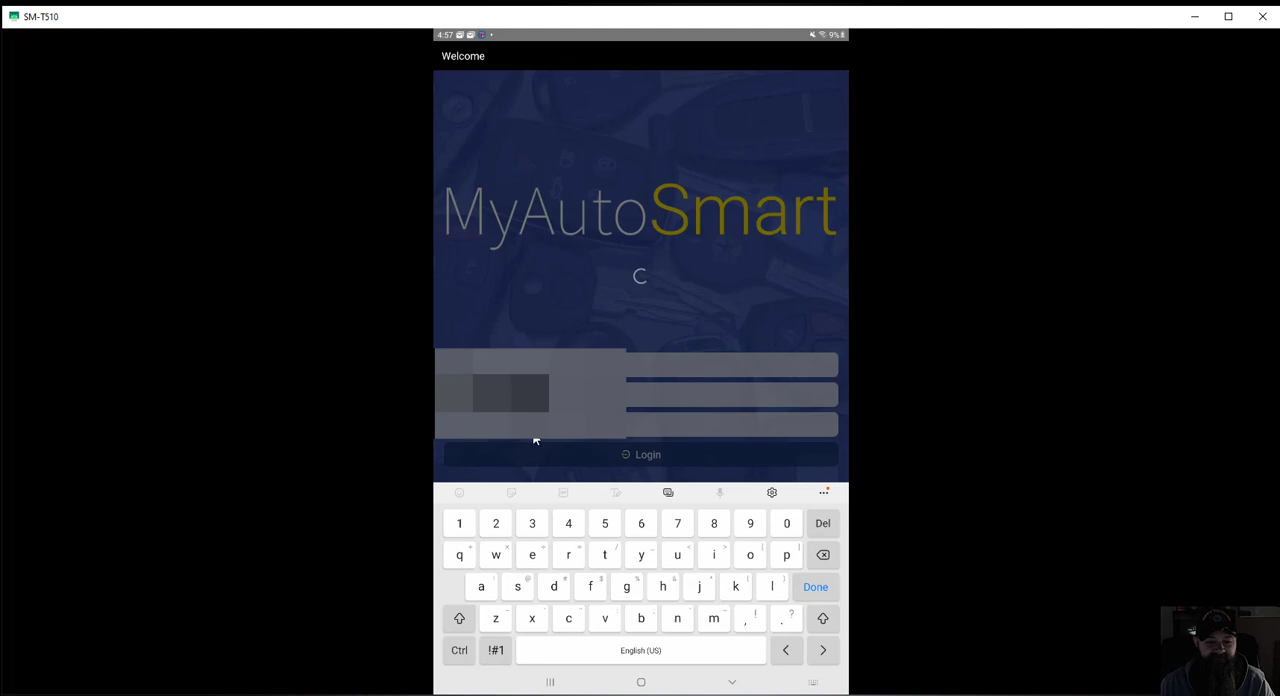 SM-T510
4:57 9%
Welcome
MyAutoSmart
Login
1 2 3 4 5 6 7 8 9 0 Del
q w e r t y u i o p
a s d f g h j k l Done
z x c v b n m , ! . ?
Ctrl !#1 English (US) < >